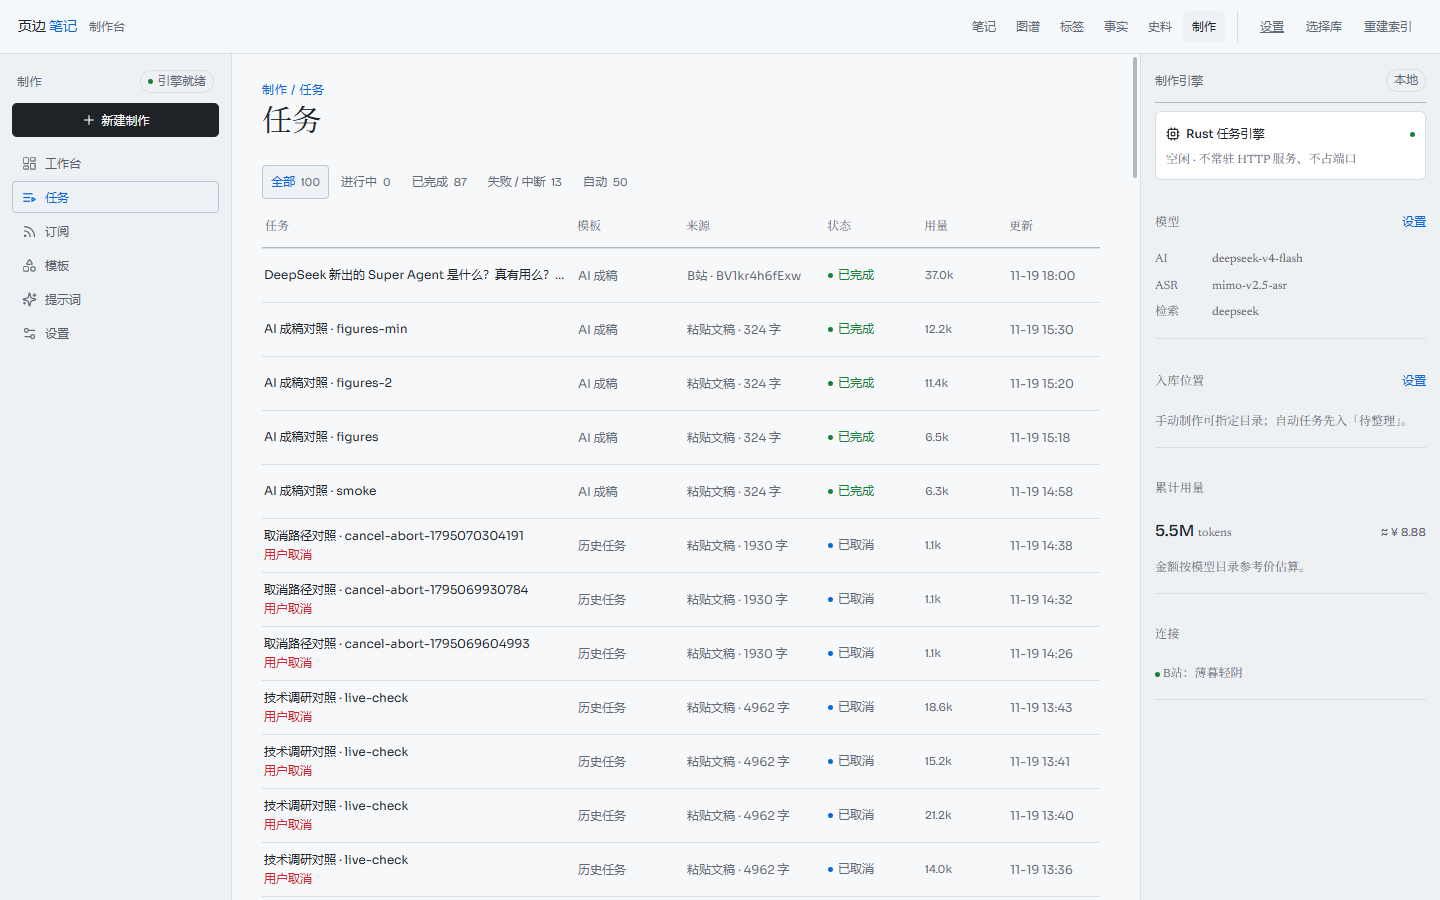 页边 笔记 制作台
笔记 图谱 标签 事实 史料 制作 设置 选择库 重建索引
制作 引擎就绪
新建制作
工作台
任务
订阅
模板
提示词
设置
制作 / 任务
任务
全部 100 进行中 0 已完成 87 失败 / 中断 13 自动 50
任务 模板 来源 状态 用量 更新
DeepSeek 新出的 Super Agent 是什么？真有用么？ ... AI 成稿 B站 · BV1kr4h6fExw 已完成 37.0k 11-19 18:00
AI 成稿对照 · figures-min AI 成稿 粘贴文稿 · 324 字 已完成 12.2k 11-19 15:30
AI 成稿对照 · figures-2 AI 成稿 粘贴文稿 · 324 字 已完成 11.4k 11-19 15:20
AI 成稿对照 · figures AI 成稿 粘贴文稿 · 324 字 已完成 6.5k 11-19 15:18
AI 成稿对照 · smoke AI 成稿 粘贴文稿 · 324 字 已完成 6.3k 11-19 14:58
取消路径对照 · cancel-abort-1795070304191 历史任务 粘贴文稿 · 1930 字 已取消 1.1k 11-19 14:38
用户取消
取消路径对照 · cancel-abort-1795069930784 历史任务 粘贴文稿 · 1930 字 已取消 1.1k 11-19 14:32
用户取消
取消路径对照 · cancel-abort-1795069604993 历史任务 粘贴文稿 · 1930 字 已取消 1.1k 11-19 14:26
用户取消
技术调研对照 · live-check 历史任务 粘贴文稿 · 4962 字 已取消 18.6k 11-19 13:43
用户取消
技术调研对照 · live-check 历史任务 粘贴文稿 · 4962 字 已取消 15.2k 11-19 13:41
用户取消
技术调研对照 · live-check 历史任务 粘贴文稿 · 4962 字 已取消 21.2k 11-19 13:40
用户取消
技术调研对照 · live-check 历史任务 粘贴文稿 · 4962 字 已取消 14.0k 11-19 13:36
用户取消
制作引擎 本地
Rust 任务引擎
空闲 · 不常驻 HTTP 服务、不占端口
模型 设置
AI deepseek-v4-flash
ASR mimo-v2.5-asr
检索 deepseek
入库位置 设置
手动制作可指定目录；自动任务先入「待整理」。
累计用量
5.5M tokens ≈ ¥ 8.88
金额按模型目录参考价估算。
连接
B站：薄暮轻阴